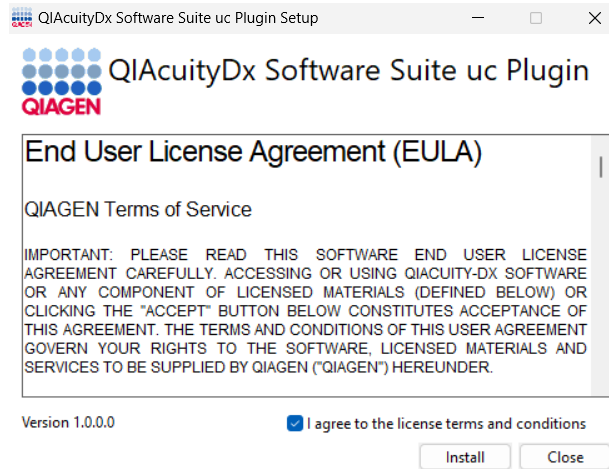 QIAcuityDx Software Suite uc Plugin Setup
QIAcuityDx Software Suite uc Plugin
QIAGEN
End User License Agreement (EULA)
QIAGEN Terms of Service
IMPORTANT: PLEASE READ THIS SOFTWARE END USER LICENSE
AGREEMENT CAREFULLY. ACCESSING OR USING QIACUITY-DX SOFTWARE
OR ANY COMPONENT OF LICENSED MATERIALS (DEFINED BELOW) OR
CLICKING THE "ACCEPT" BUTTON BELOW CONSTITUTES ACCEPTANCE OF
THIS AGREEMENT. THE TERMS AND CONDITIONS OF THIS USER AGREEMENT
GOVERN YOUR RIGHTS TO THE SOFTWARE, LICENSED MATERIALS AND
SERVICES TO BE SUPPLIED BY QIAGEN ("QIAGEN") HEREUNDER.
Version 1.0.0.0
I agree to the license terms and conditions
Install
Close